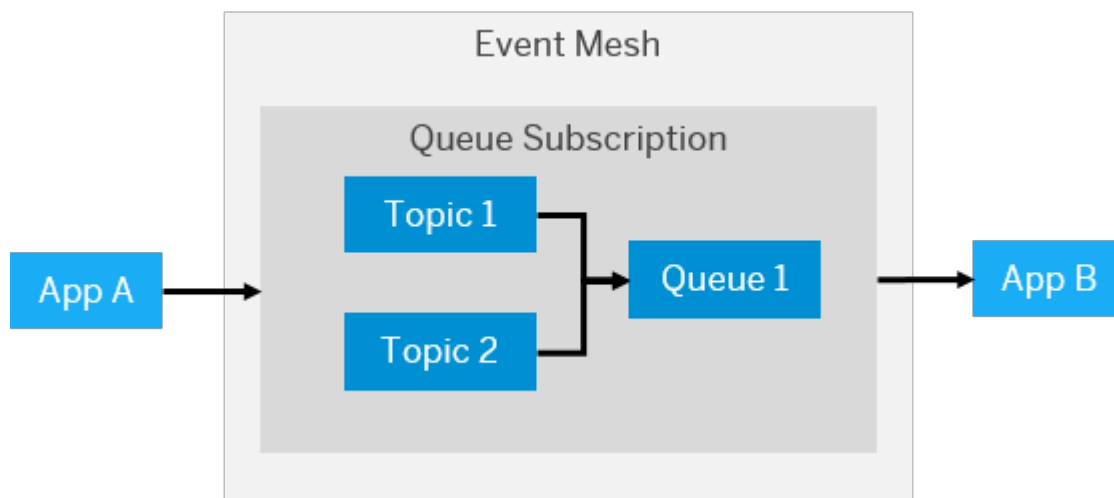 Event Mesh
Queue Subscription
Topic 1
App A
Queue 1
App B
Topic 2